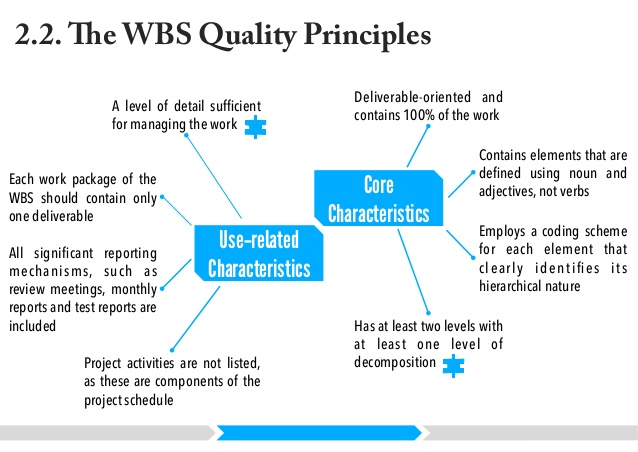 2.2. The WBS Quality Principles
A level of detail sufficient
for managing the work
Each work package of the
WBS should contain only
one deliverable
All significant reporting
mechanisms, such as
review meetings, monthly
reports and test reports are
included
Project activities are not listed,
as these are components of the
project schedule
Use-related
Characteristics
Core
Characteristics
Deliverable-oriented and
contains 100% of the work
Contains elements that are
defined using noun and
adjectives, not verbs
Employs a coding scheme
for each element that
clearly identifies its
hierarchical nature
Has at least two levels with
at least one level of
decomposition